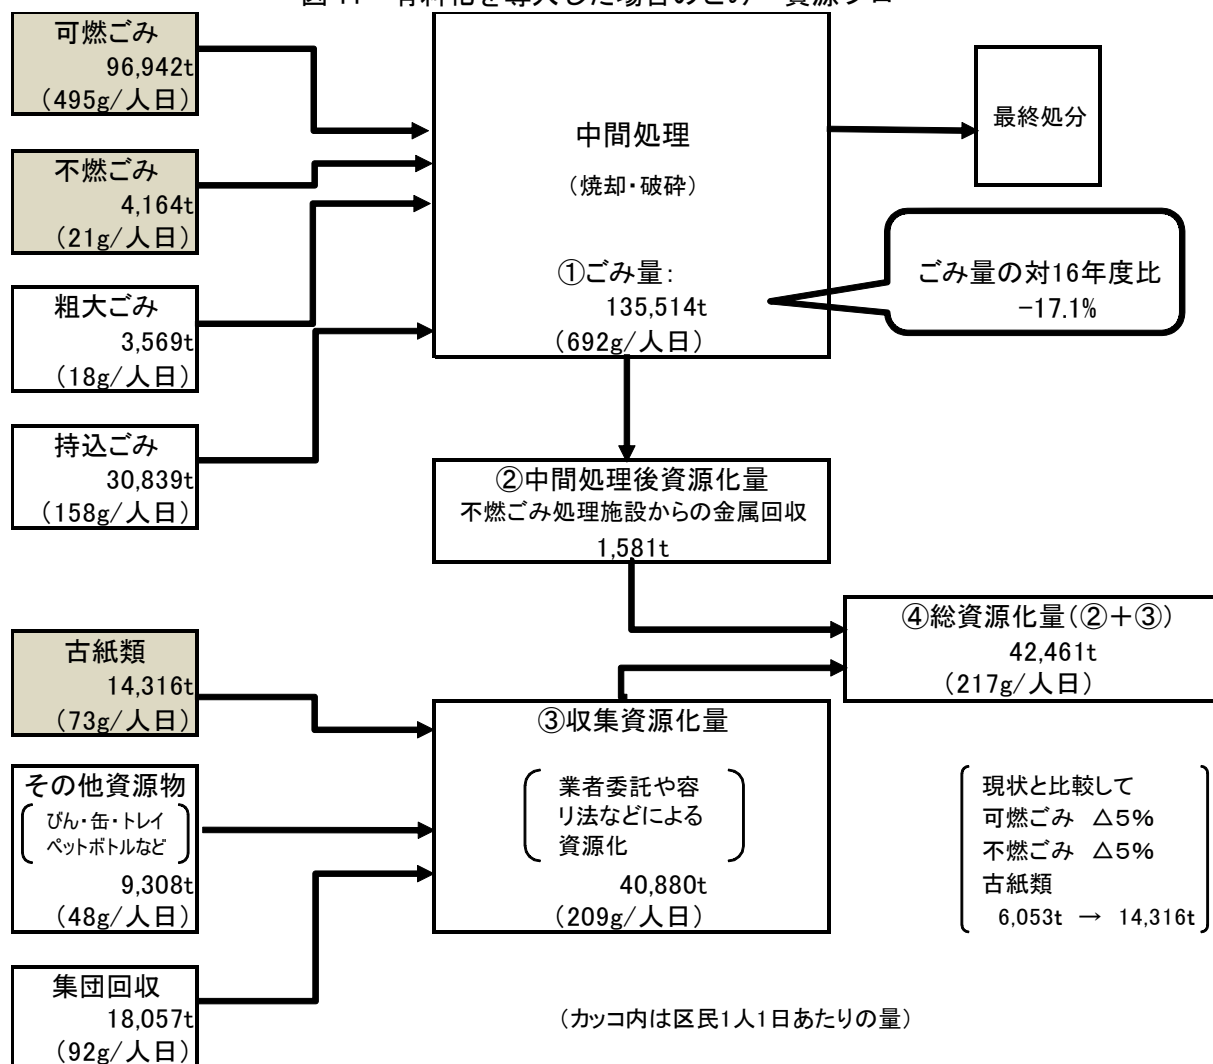 可燃ごみ
96,942t
(495g/人日)
不燃ごみ
4,164t
(21g/人日)
粗大ごみ
3,569t
(18g/人日)
持込ごみ
30,839t
(158g/人日)
中間処理
(焼却・破砕)
①ごみ量:
135,514t
(692g/人日)
最終処分
ごみ量の対16年度比
-17.1%
②中間処理後資源化量
不燃ごみ処理施設からの金属回収
1,581t
④総資源化量(②+③)
42,461t
(217g/人日)
古紙類
14,316t
(73g/人日)
その他資源物
びん・缶・トレイ
ペットボトルなど
9,308t
(48g/人日)
集団回収
18,057t
(92g/人日)
③収集資源化量
業者委託や容
リ法などによる
資源化
40,880t
(209g/人日)
現状と比較して
可燃ごみ △5%
不燃ごみ △5%
古紙類
6,053t → 14,316t
(カッコ内は区民1人1日あたりの量)